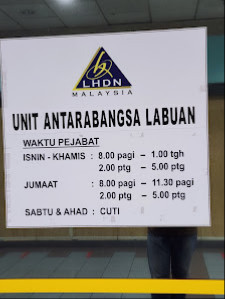 LHDN
MALAYSIA
UNIT ANTARABANGSA LABUAN
WAKTU PEJABAT
ISNIN - KHAMIS : 8.00 pagi – 1.00 tgh
2.00 ptg – 5.00 ptg
JUMAAT : 8.00 pagi – 11.30 pagi
2.00 ptg – 5.00 ptg
SABTU & AHAD : CUTI